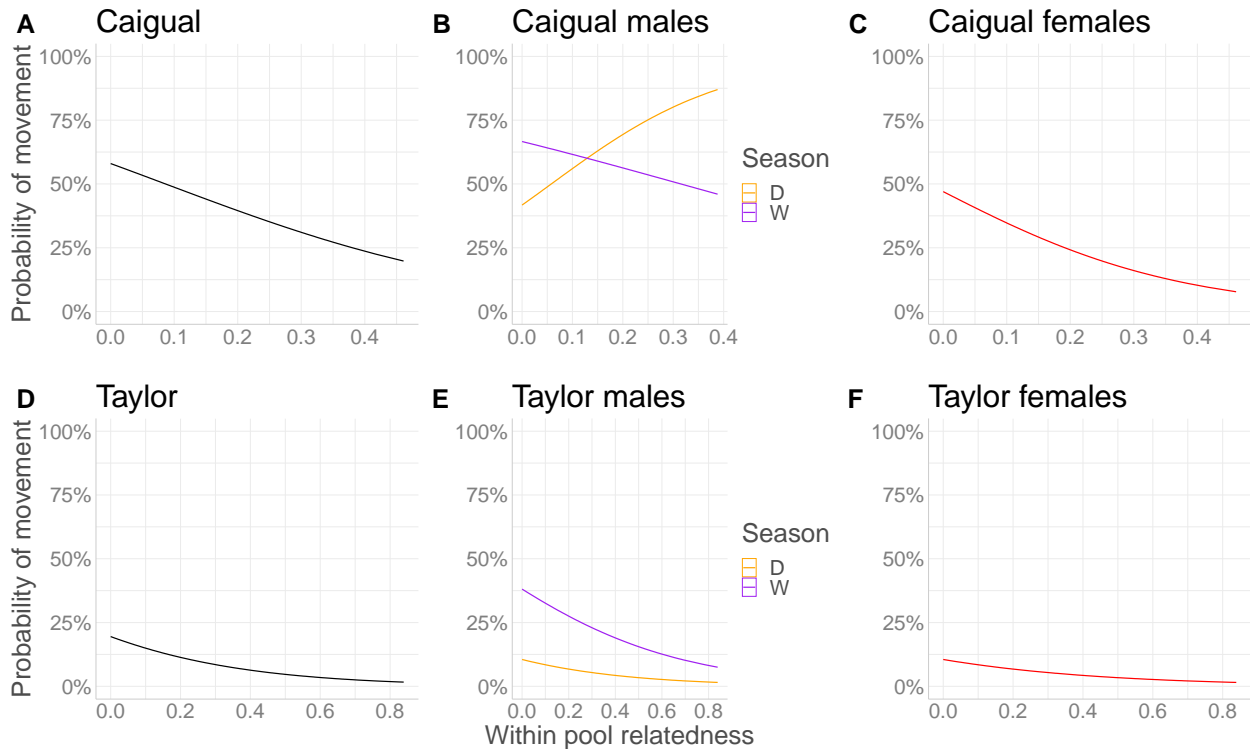 A Caigual
B Caigual males
C Caigual females
Probability of movement
100%
75%
50%
25%
0%
0.0 0.1 0.2 0.3 0.4
100%
75%
50%
25%
0%
0.0 0.1 0.2 0.3 0.4
Season
D
W
100%
75%
50%
25%
0%
0.0 0.1 0.2 0.3 0.4
D Taylor
E Taylor males
F Taylor females
Probability of movement
100%
75%
50%
25%
0%
0.0 0.2 0.4 0.6 0.8
100%
75%
50%
25%
0%
0.0 0.2 0.4 0.6 0.8
Season
D
W
100%
75%
50%
25%
0%
0.0 0.2 0.4 0.6 0.8
Within pool relatedness